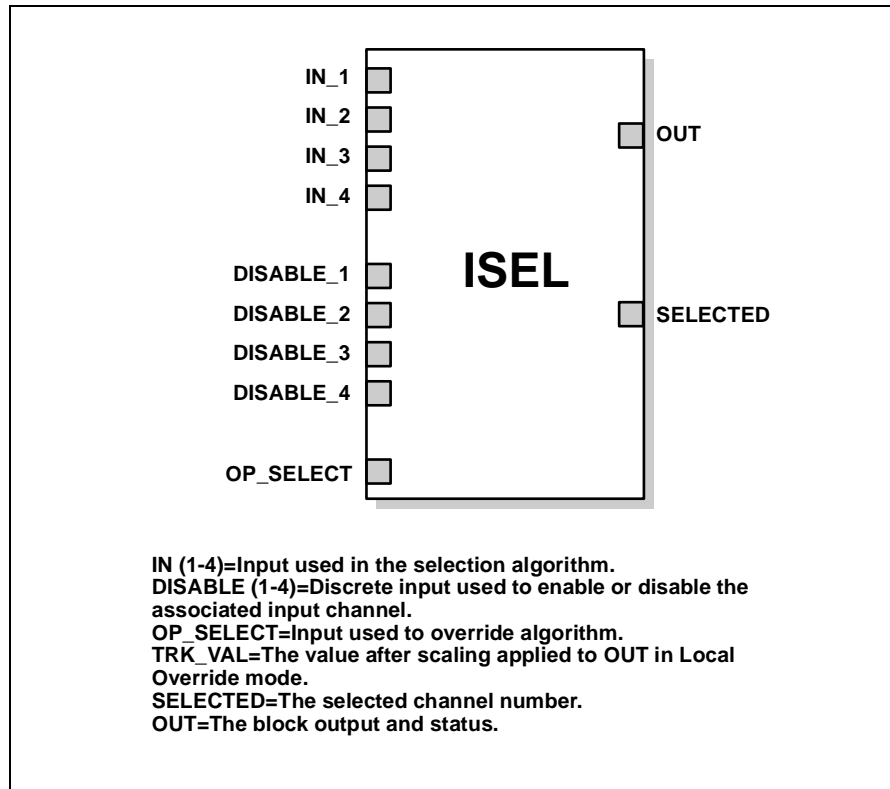 IN_1
IN_2
IN_3
IN_4
DISABLE_1
DISABLE_2
DISABLE_3
DISABLE_4
OP_SELECT
ISEL
OUT
SELECTED
IN (1-4)=Input used in the selection algorithm.
DISABLE (1-4)=Discrete input used to enable or disable the
associated input channel.
OP_SELECT=Input used to override algorithm.
TRK_VAL=The value after scaling applied to OUT in Local
Override mode.
SELECTED=The selected channel number.
OUT=The block output and status.